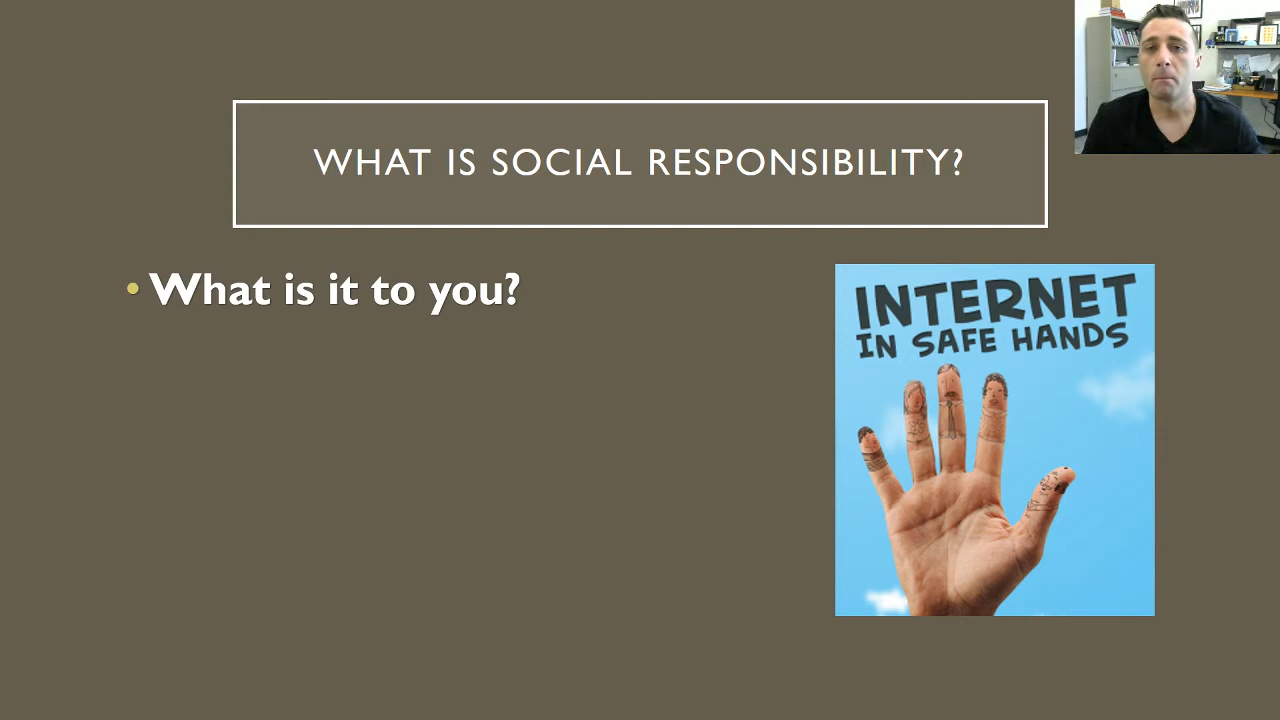 WHAT IS SOCIAL RESPONSIBILITY?
• What is it to you?
INTERNET
IN SAFE HANDS